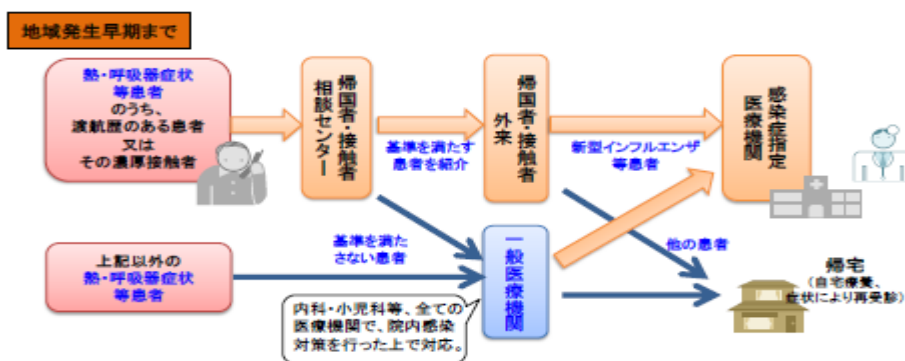 地域発生早期まで
熱・呼吸器症状
等患者
のうち、
渡航歴のある患者
又は
その濃厚接触者
帰国者・接触者
相談センター
基準を満たす
患者を紹介
帰国者・接触者
外来
新型インフルエンザ
等患者
感染症指定
医療機関
上記以外の
熱・呼吸器症状
等患者
基準を満た
さない患者
一般医療機関
他の患者
帰宅
(自宅療養、
症状により再受診)
内科・小児科等、全ての
医療機関で、院内感染
対策を行った上で対応。